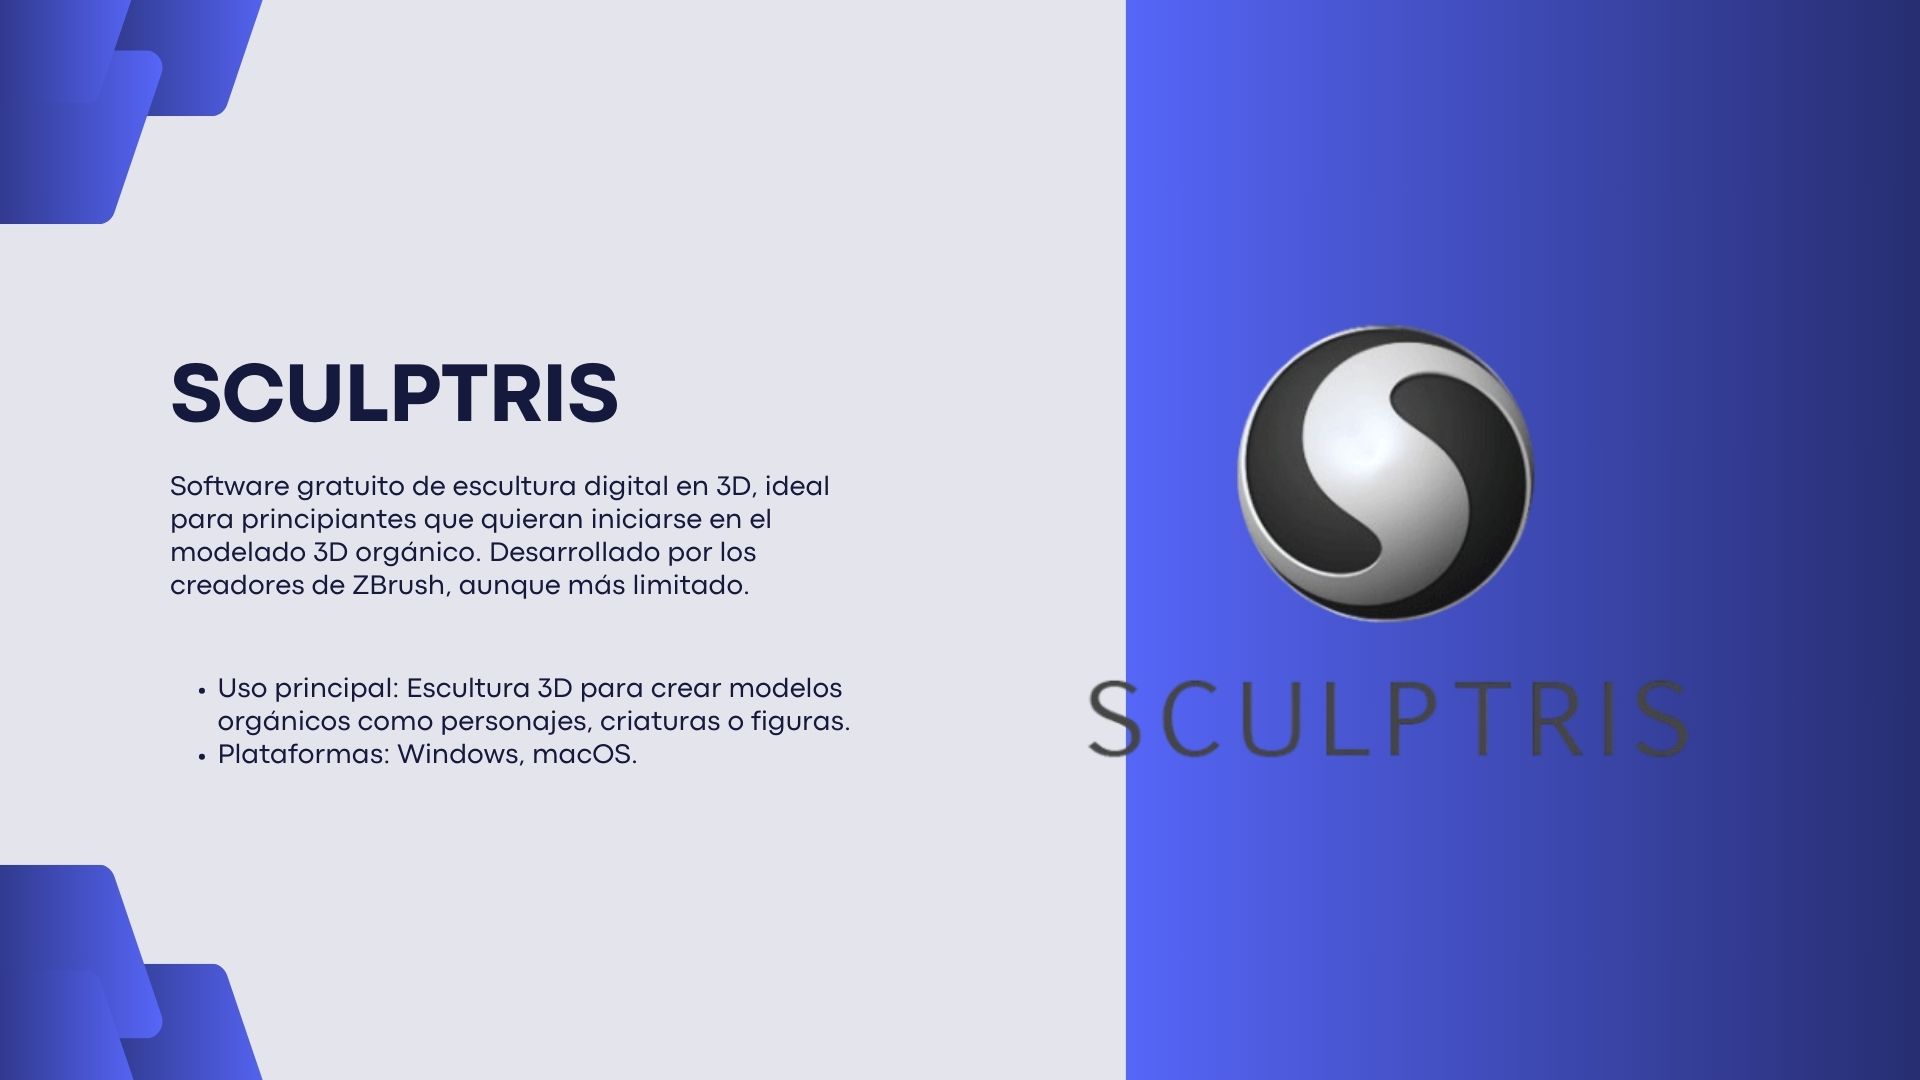 SCULPTRIS
Software gratuito de escultura digital en 3D, ideal
para principiantes que quieran iniciarse en el
modelado 3D orgánico. Desarrollado por los
creadores de ZBrush, aunque más limitado.
• Uso principal: Escultura 3D para crear modelos
orgánicos como personajes, criaturas o figuras.
• Plataformas: Windows, macOS.
SCULPTRIS